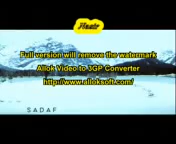 Full version will remove the watermark
Allok Video to 3GP Converter
http://www.alloksoft.com/
SADAF